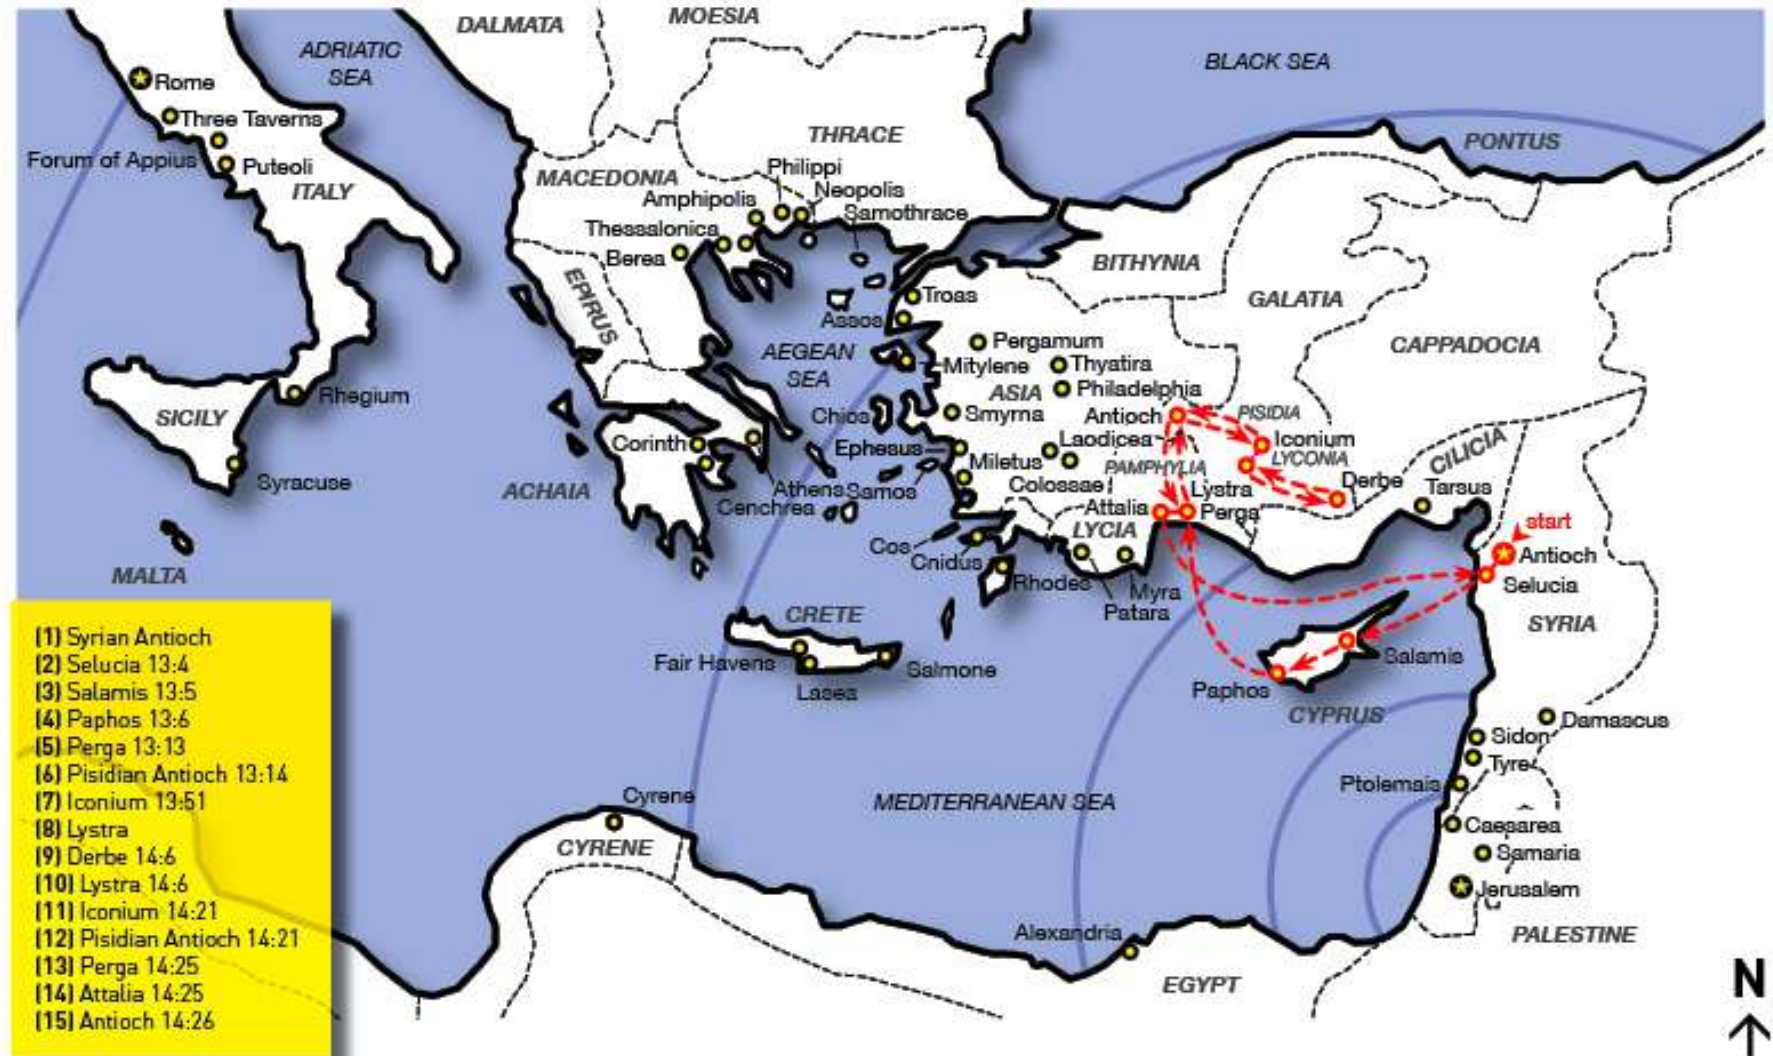 DALMATA
MOESIA
ADRIATIC
SEA
BLACK SEA
Rome
Three Taverns
Forum of Appius
Puteoli
ITALY
THRACE
PONTUS
MACEDONIA
Philippi
Neopolis
Amphipolis
Samothrace
Thessalonica
Berea
EPIRUS
BITHYNIA
GALATIA
CAPPADOCIA
Troas
Assos
AEGEAN
SEA
Pergamum
Mitylene
Thyatira
ASIA
Philadelphia
Rhegium
SICILY
Syracuse
Chios
Smyrna
Antioch
PISIDIA
Corinth
Ephesus
Laodicea
Iconium
LYCONIA
CILICIA
Miletus
PAMPHYLIA
Colossae
Derbe
Tarsus
ACHAIA
Athens
Samos
Lystra
Cenchrea
Attalia
Perga
LYCIA
start
Cos
Cnidus
Antioch
Selucia
Rhodes
Myra
Patara
MALTA
CRETE
SYRIA
Fair Havens
Salmone
Lasea
Salamis
Paphos
CYPRUS
Damascus
Sidon
Tyre
Ptolemais
Cyrene
MEDITERRANEAN SEA
Caesarea
CYRENE
Samaria
Jerusalem
Alexandria
PALESTINE
EGYPT
N
(1) Syrian Antioch
(2) Selucia 13:4
(3) Salamis 13:5
(4) Paphos 13:6
(5) Perga 13:13
(6) Pisidian Antioch 13:14
(7) Iconium 13:51
(8) Lystra
(9) Derbe 14:6
(10) Lystra 14:6
(11) Iconium 14:21
(12) Pisidian Antioch 14:21
(13) Perga 14:25
(14) Attalia 14:25
(15) Antioch 14:26